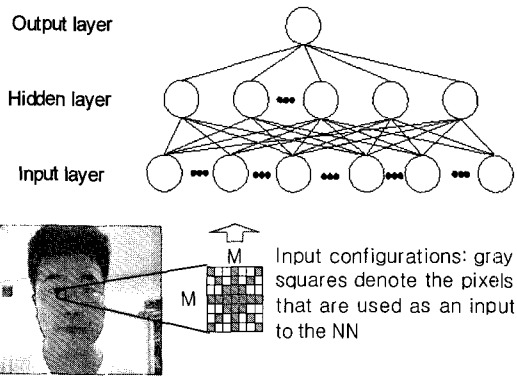 Output layer
Hidden layer
Input layer
M
M
Input configurations: gray
squares denote the pixels
that are used as an input
to the NN